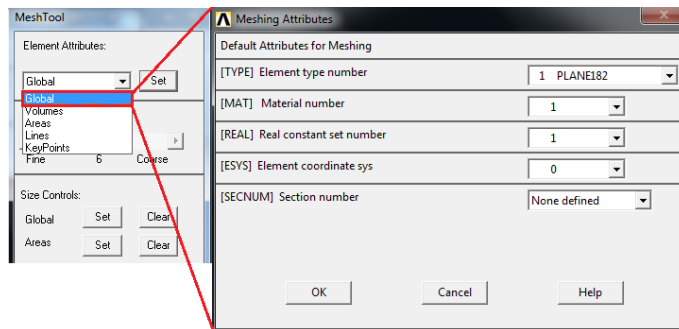 MeshTool
Element Attributes:
Global
Set
Global
Volumes
Areas
Lines
KeyPoints
Fine 6 Coarse
Size Controls:
Global Set Clear
Areas Set Clear
Meshing Attributes
Default Attributes for Meshing
[TYPE] Element type number 1 PLANE182
[MAT] Material number 1
[REAL] Real constant set number 1
[ESYS] Element coordinate sys 0
[SECNUM] Section number None defined
OK Cancel Help